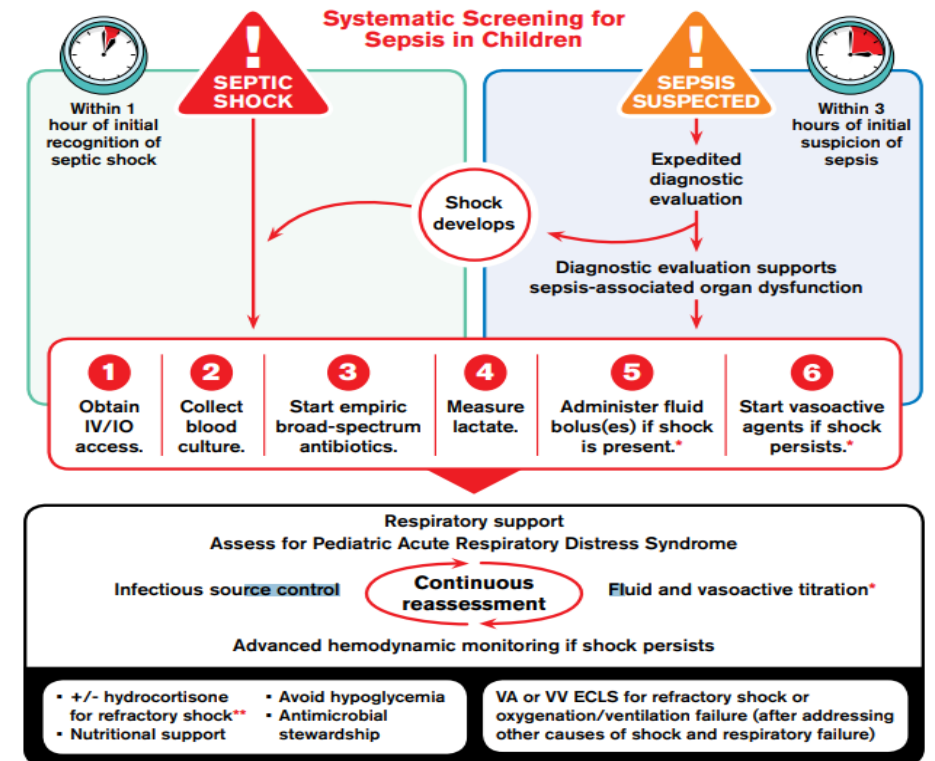 Systematic Screening for
Sepsis in Children
!
SEPTIC
SHOCK
!
SEPSIS
SUSPECTED
Within 1
hour of initial
recognition of
septic shock
Within 3
hours of initial
suspicion of
sepsis
Expedited
diagnostic
evaluation
Shock
develops
Diagnostic evaluation supports
sepsis-associated organ dysfunction
1
Obtain
IV/IO
access.
2
Collect
blood
culture.
3
Start empiric
broad-spectrum
antibiotics.
4
Measure
lactate.
5
Administer fluid
bolus(es) if shock
is present.*
6
Start vasoactive
agents if shock
persists.*
Respiratory support
Assess for Pediatric Acute Respiratory Distress Syndrome
Infectious source control
Continuous
reassessment
Fluid and vasoactive titration*
Advanced hemodynamic monitoring if shock persists
▪ +/- hydrocortisone
for refractory shock**
▪ Nutritional support
▪ Avoid hypoglycemia
▪ Antimicrobial
stewardship
VA or VV ECLS for refractory shock or
oxygenation/ventilation failure (after addressing
other causes of shock and respiratory failure)